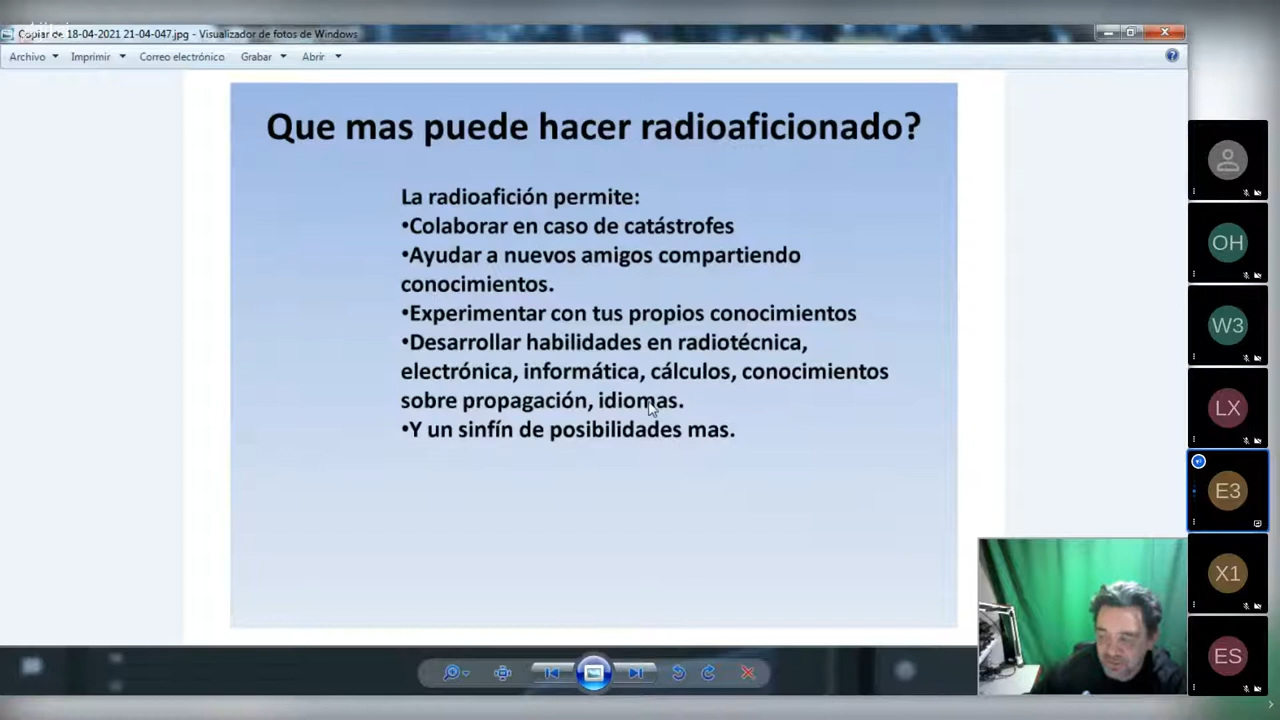 Copiar de 18-04-2021 21-04-047.jpg - Visualizador de fotos de Windows
Archivo Imprimir Correo electrónico Grabar Abrir
Que mas puede hacer radioaficionado?
La radioafición permite:
•Colaborar en caso de catástrofes
•Ayudar a nuevos amigos compartiendo
conocimientos.
•Experimentar con tus propios conocimientos
•Desarrollar habilidades en radiotécnica,
electrónica, informática, cálculos, conocimientos
sobre propagación, idiomas.
•Y un sinfín de posibilidades mas.
OH
W3
LX
E3
X1
ES